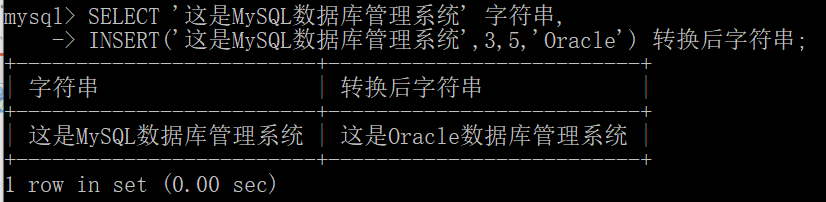 mysql> SELECT '这是MySQL数据库管理系统' 字符串,
    -> INSERT('这是MySQL数据库管理系统',3,5,'Oracle') 转换后字符串;
+--------------------------+---------------------------+
| 字符串 | 转换后字符串 |
+--------------------------+---------------------------+
| 这是MySQL数据库管理系统 | 这是Oracle数据库管理系统 |
+--------------------------+---------------------------+
1 row in set (0.00 sec)